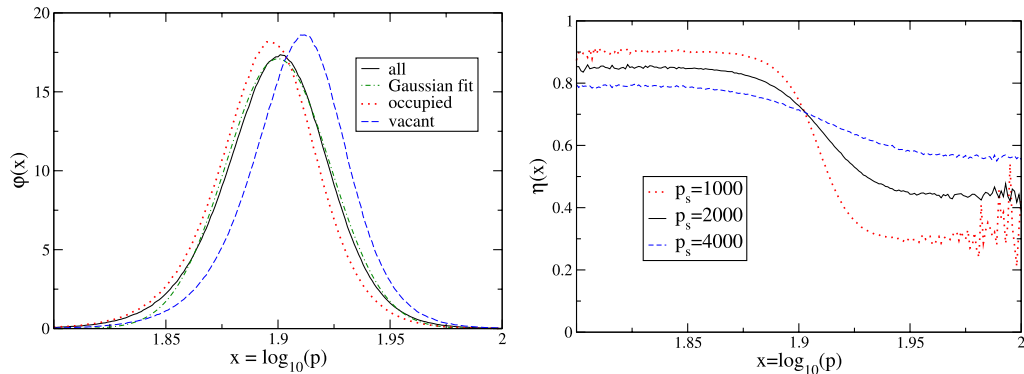 20
15
10
5
0
φ(x)
1.85
1.9
1.95
2
x = log10(p)
all
Gaussian fit
occupied
vacant
1
0.8
0.6
0.4
0.2
0
η(x)
1.85
1.9
1.95
2
x=log10(p)
ps=1000
ps=2000
ps=4000